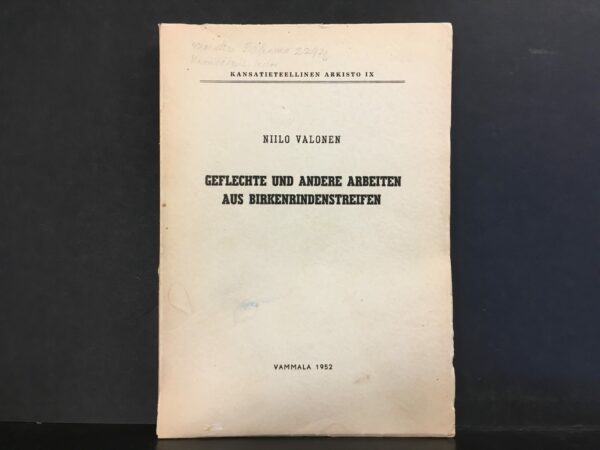 KANSATIETEELLINEN ARKISTO IX
NIILO VALONEN
GEFLECHTE UND ANDERE ARBEITEN
AUS BIRKENRINDENSTREIFEN
VAMMALA 1952